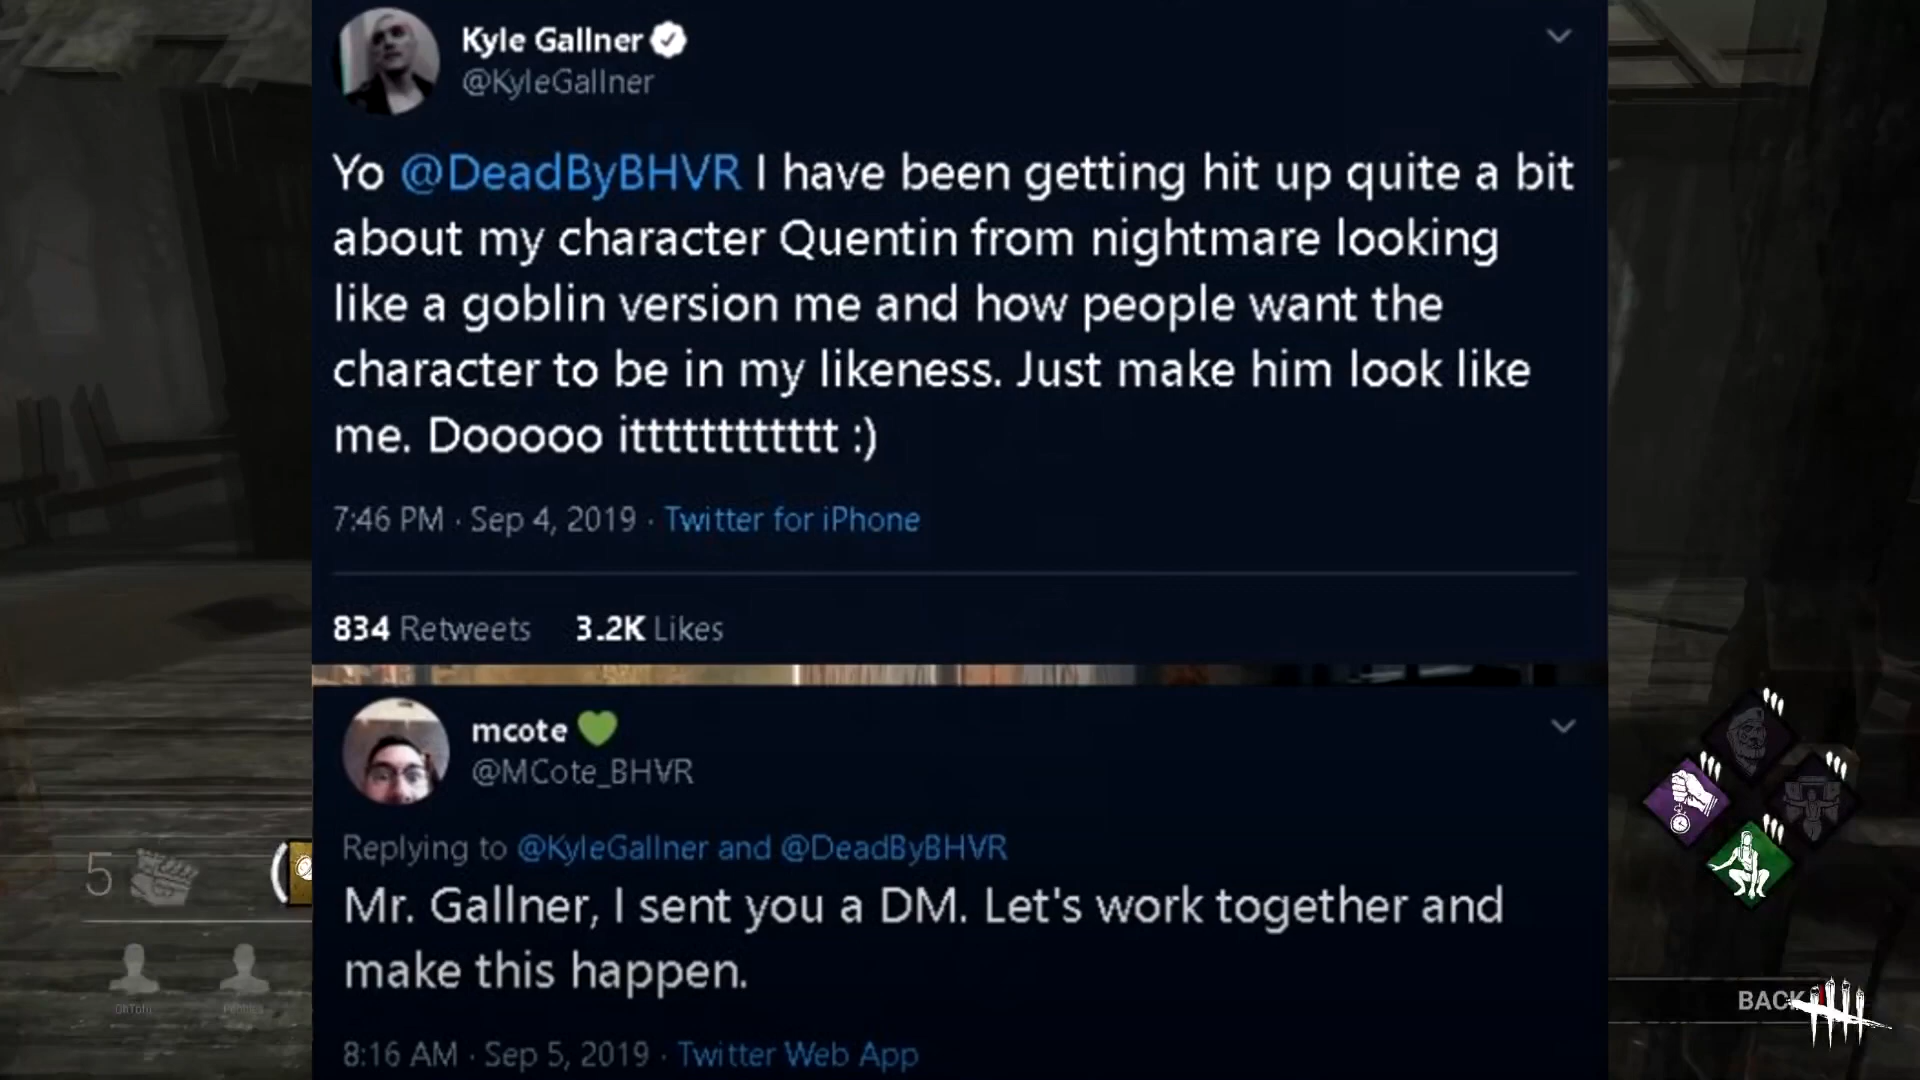 Kyle Gallner
@KyleGallner
Yo @DeadByBHVR I have been getting hit up quite a bit
about my character Quentin from nightmare looking
like a goblin version me and how people want the
character to be in my likeness. Just make him look like
me. Dooooo itttttttttttt :)
7:46 PM · Sep 4, 2019 · Twitter for iPhone
834 Retweets 3.2K Likes
mcote 💚
@MCote_BHVR
Replying to @KyleGallner and @DeadByBHVR
Mr. Gallner, I sent you a DM. Let's work together and
make this happen.
8:16 AM · Sep 5, 2019 · Twitter Web App
5
BACK